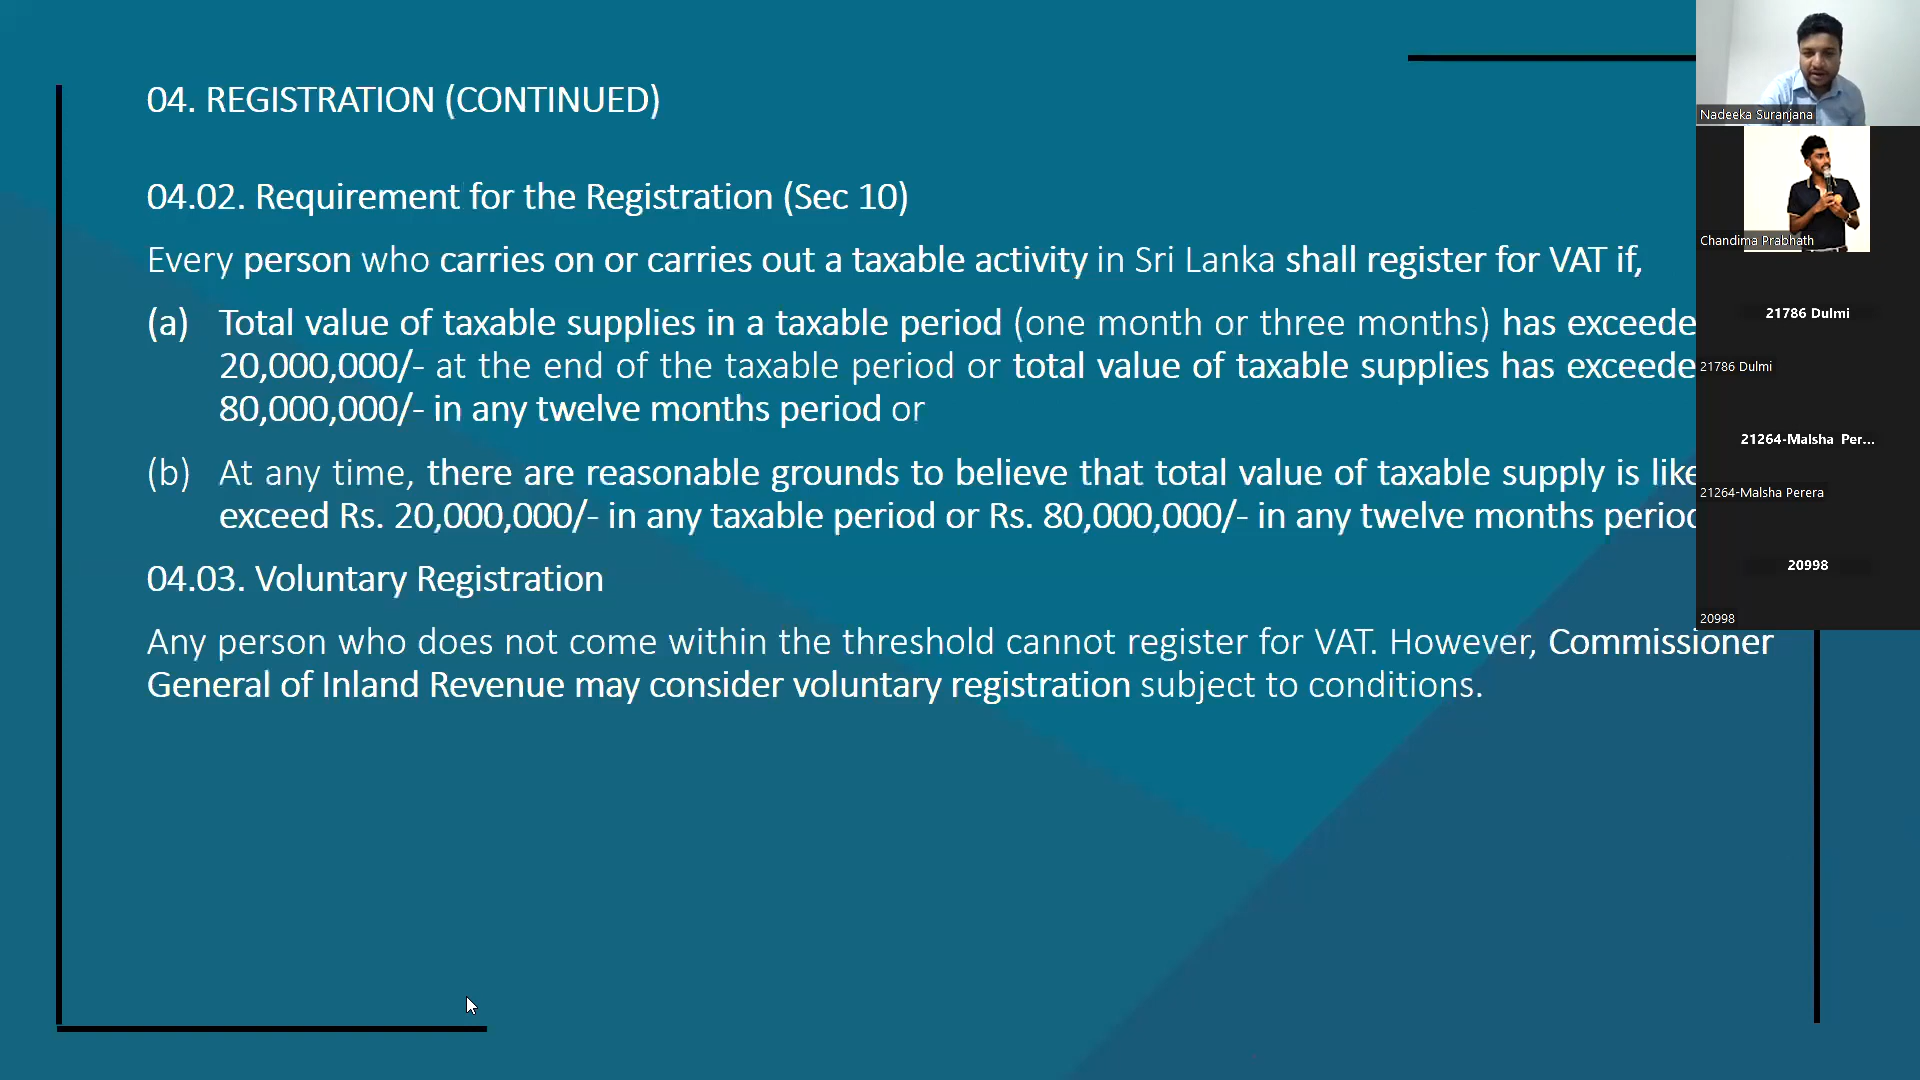 04. REGISTRATION (CONTINUED)
04.02. Requirement for the Registration (Sec 10)
Every person who carries on or carries out a taxable activity in Sri Lanka shall register for VAT if,
(a) Total value of taxable supplies in a taxable period (one month or three months) has exceede
20,000,000/- at the end of the taxable period or total value of taxable supplies has exceede
80,000,000/- in any twelve months period or
(b) At any time, there are reasonable grounds to believe that total value of taxable supply is like
exceed Rs. 20,000,000/- in any taxable period or Rs. 80,000,000/- in any twelve months period
04.03. Voluntary Registration
Any person who does not come within the threshold cannot register for VAT. However, Commissioner
General of Inland Revenue may consider voluntary registration subject to conditions.
Nadeeka Suranjana
Chandima Prabhath
21786 Dulmi
21786 Dulmi
21264-Malsha Per...
21264-Malsha Perera
20998
20998